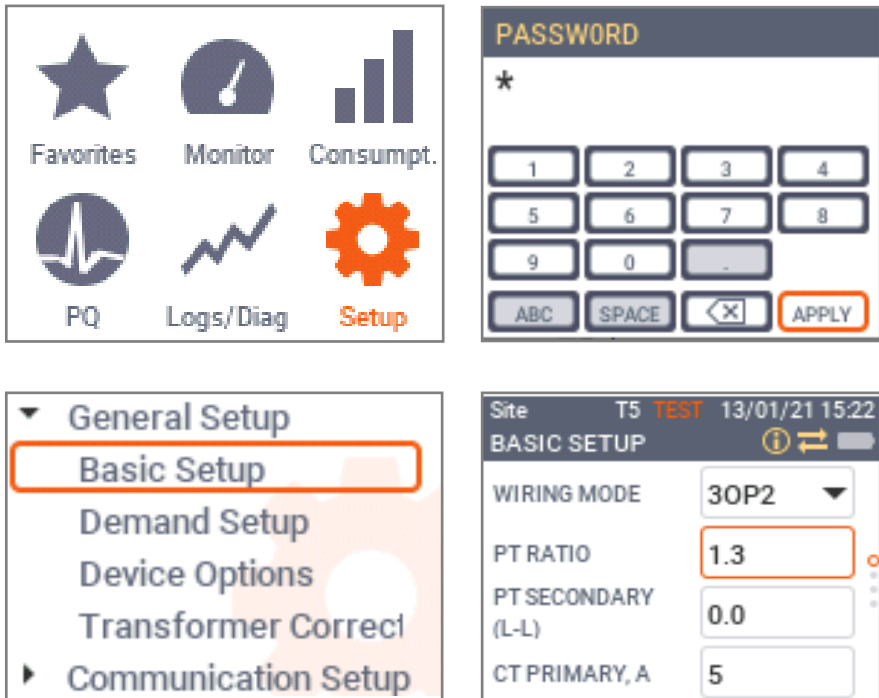 Favorites Monitor Consumpt.
PQ Logs/Diag Setup
PASSWORD
*
1 2 3 4
5 6 7 8
9 0 .
ABC SPACE APPLY
General Setup
Basic Setup
Demand Setup
Device Options
Transformer Correct
Communication Setup
Site T5 TEST 13/01/21 15:22
BASIC SETUP
WIRING MODE 3OP2
PT RATIO 1.3
PT SECONDARY
(L-L) 0.0
CT PRIMARY, A 5